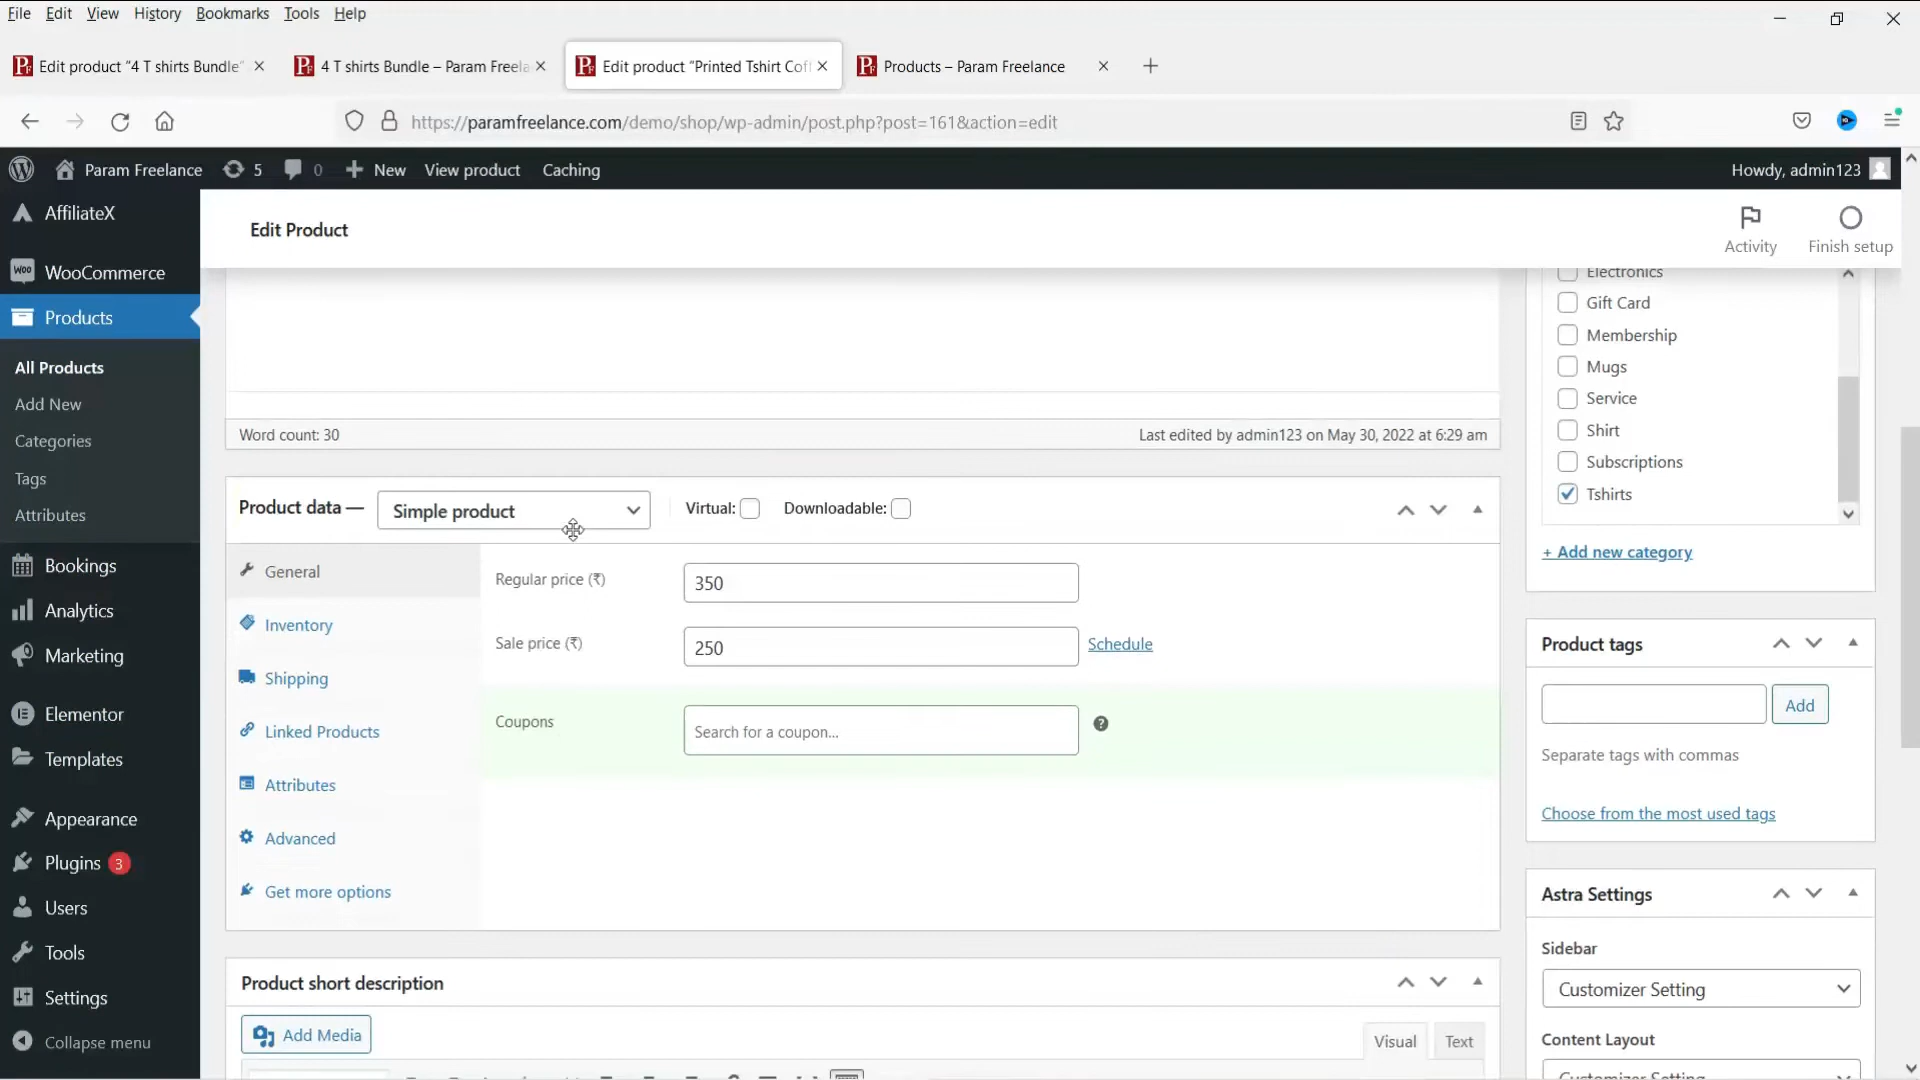 File Edit View History Bookmarks Tools Help
Edit product “4 T shirts Bundle”
4 T shirts Bundle – Param Freela
Edit product “Printed Tshirt Cof
Products – Param Freelance
https://paramfreelance.com/demo/shop/wp-admin/post.php?post=161&action=edit
Param Freelance 5 0 New View product Caching Howdy, admin123
AffiliateX
WooCommerce
Products
All Products
Add New
Categories
Tags
Attributes
Bookings
Analytics
Marketing
Elementor
Templates
Appearance
Plugins 3
Users
Tools
Settings
Collapse menu
Edit Product
Activity
Finish setup
Word count: 30
Last edited by admin123 on May 30, 2022 at 6:29 am
Product data — Simple product Virtual: Downloadable:
General
Inventory
Shipping
Linked Products
Attributes
Advanced
Get more options
Regular price (₹) 350
Sale price (₹) 250 Schedule
Coupons Search for a coupon... ?
Product short description
Add Media
Visual Text
Electronics
Gift Card
Membership
Mugs
Service
Shirt
Subscriptions
Tshirts
+ Add new category
Product tags
Add
Separate tags with commas
Choose from the most used tags
Astra Settings
Sidebar
Customizer Setting
Content Layout
Customizer Setting